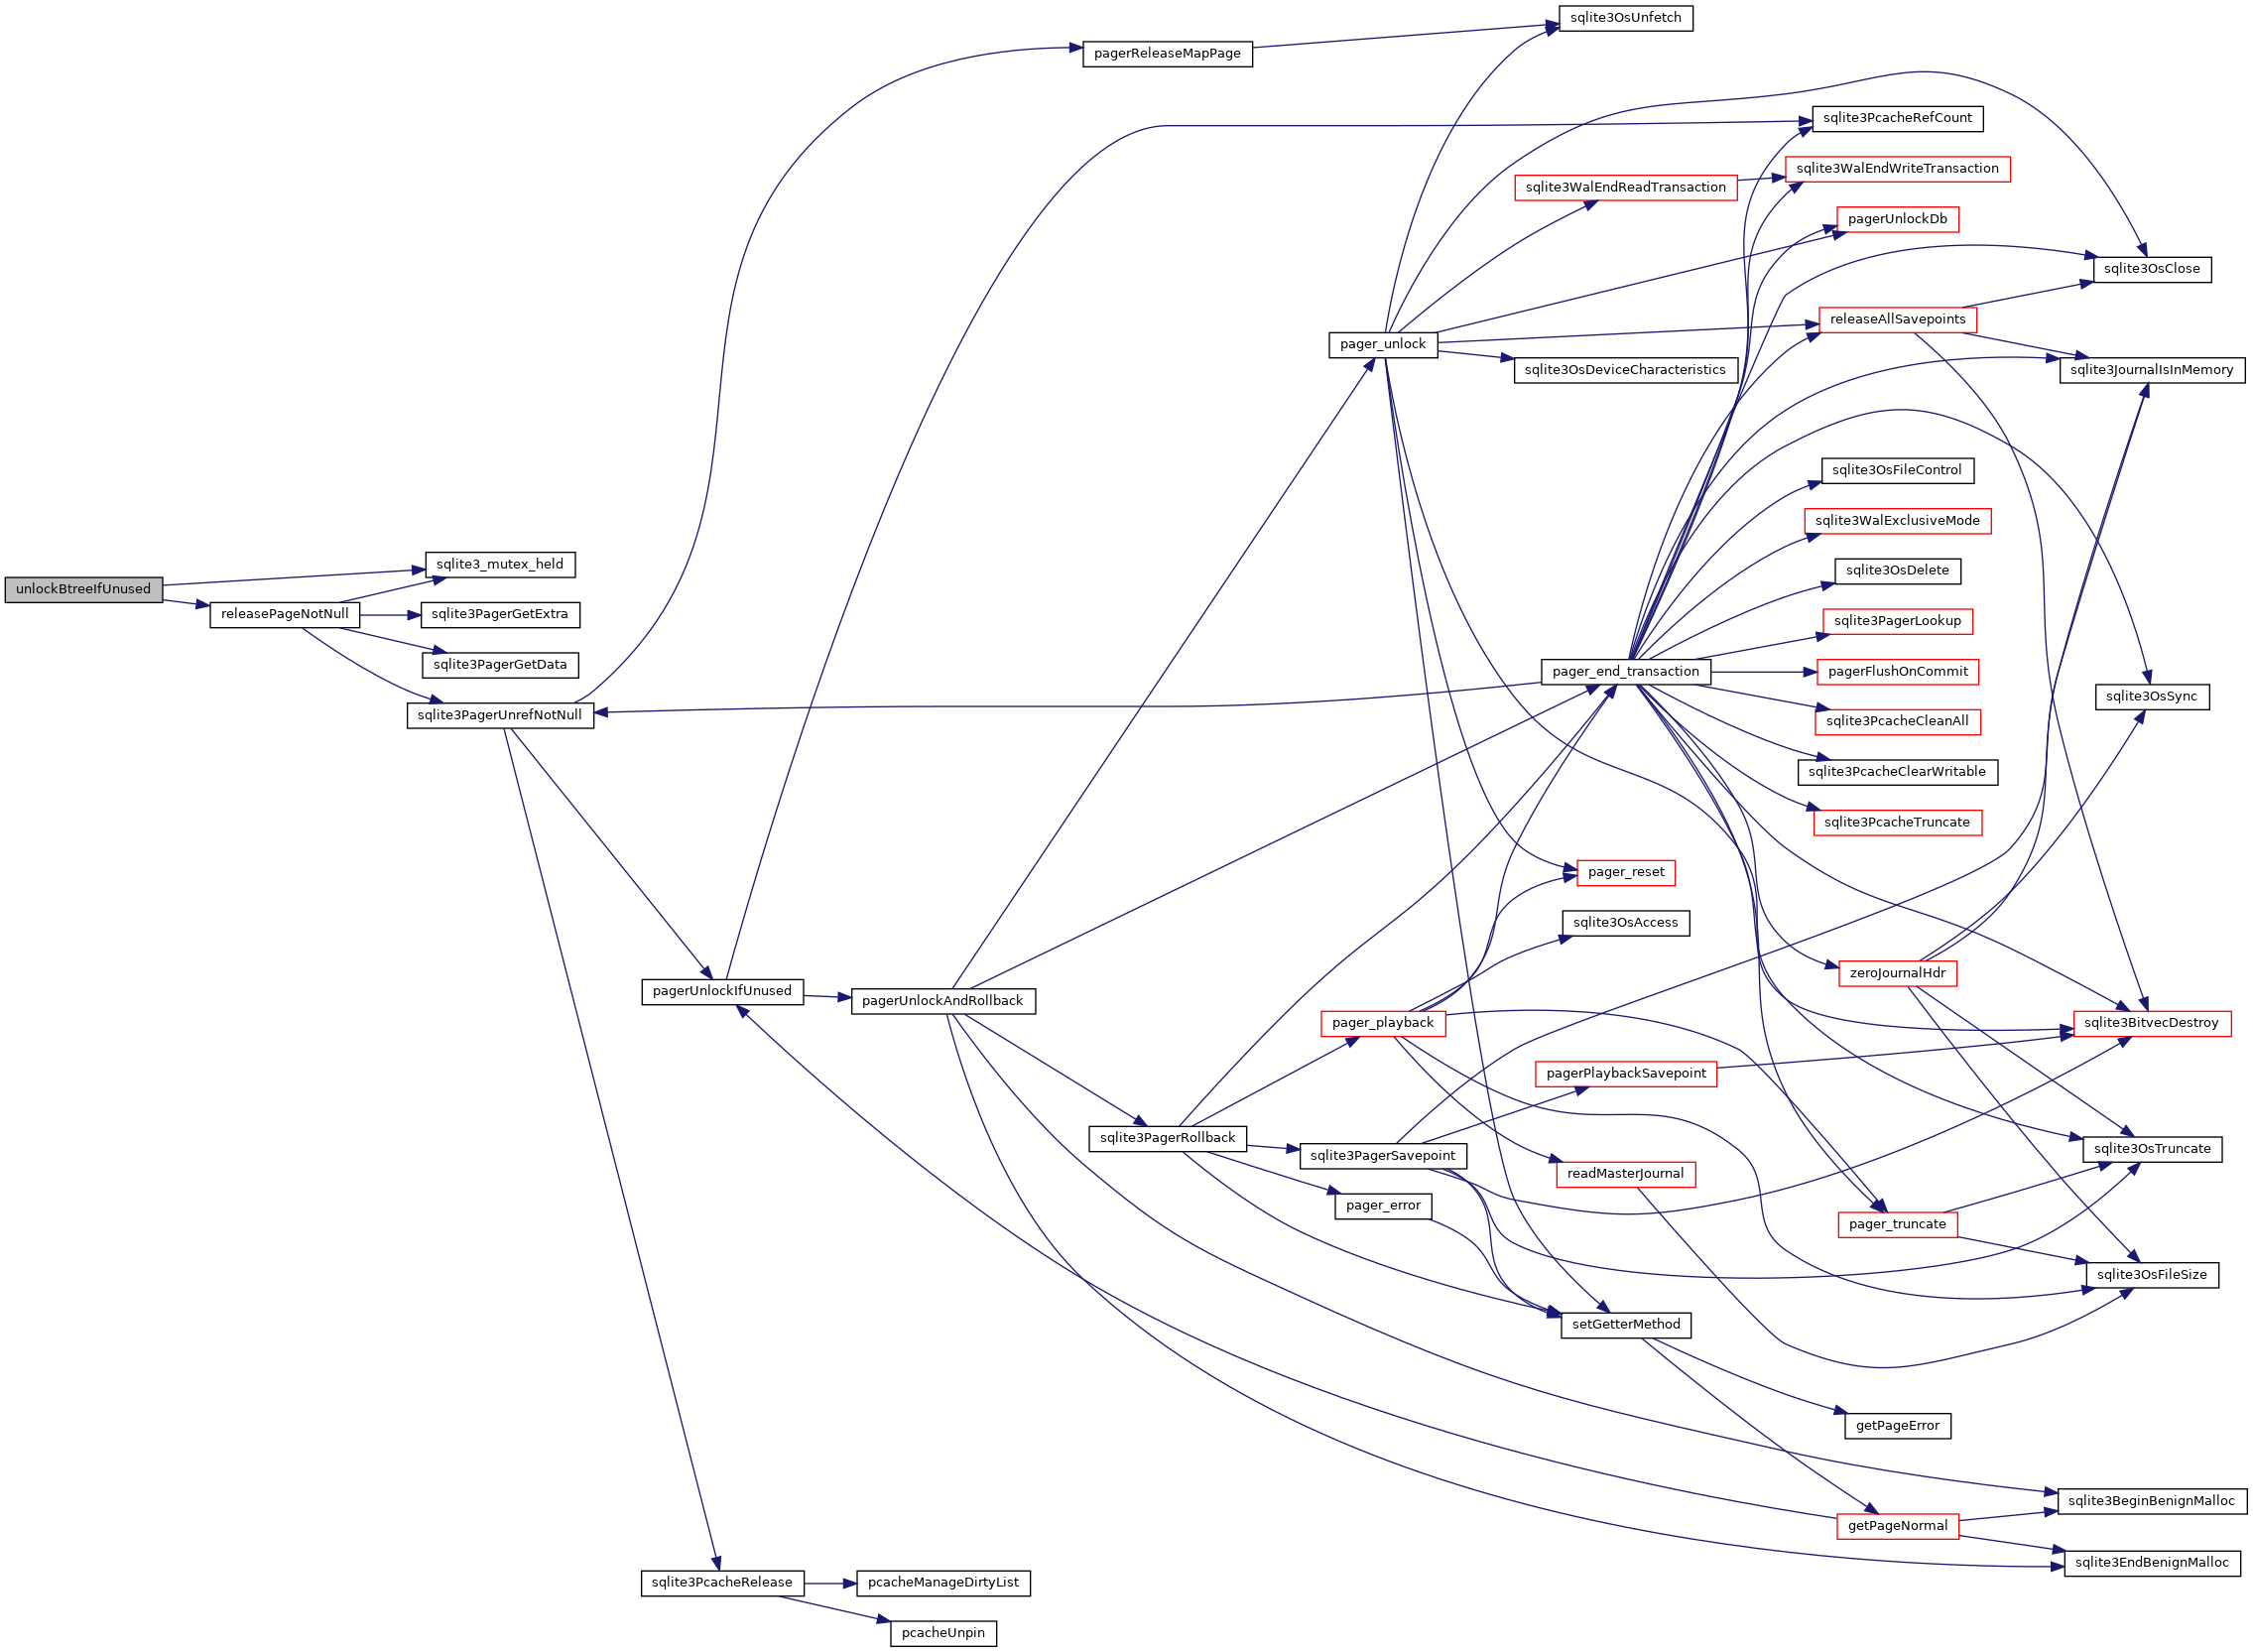 sqlite3OsUnfetch
pagerReleaseMapPage
sqlite3PcacheRefCount
sqlite3WalEndWriteTransaction
sqlite3WalEndReadTransaction
pagerUnlockDb
sqlite3OsClose
releaseAllSavepoints
pager_unlock
sqlite3OsDeviceCharacteristics
sqlite3JournalIsInMemory
sqlite3OsFileControl
sqlite3WalExclusiveMode
sqlite3_mutex_held
sqlite3OsDelete
unlockBtreeIfUnused
releasePageNotNull
sqlite3PagerGetExtra
sqlite3PagerLookup
sqlite3PagerGetData
pager_end_transaction
pagerFlushOnCommit
sqlite3OsSync
sqlite3PagerUnrefNotNull
sqlite3PcacheCleanAll
sqlite3PcacheClearWritable
sqlite3PcacheTruncate
pager_reset
sqlite3OsAccess
zeroJournalHdr
pagerUnlockIfUnused
pagerUnlockAndRollback
pager_playback
sqlite3BitvecDestroy
pagerPlaybackSavepoint
sqlite3PagerRollback
sqlite3PagerSavepoint
sqlite3OsTruncate
readMasterJournal
pager_error
pager_truncate
sqlite3OsFileSize
setGetterMethod
getPageError
sqlite3BeginBenignMalloc
getPageNormal
sqlite3EndBenignMalloc
sqlite3PcacheRelease
pcacheManageDirtyList
pcacheUnpin